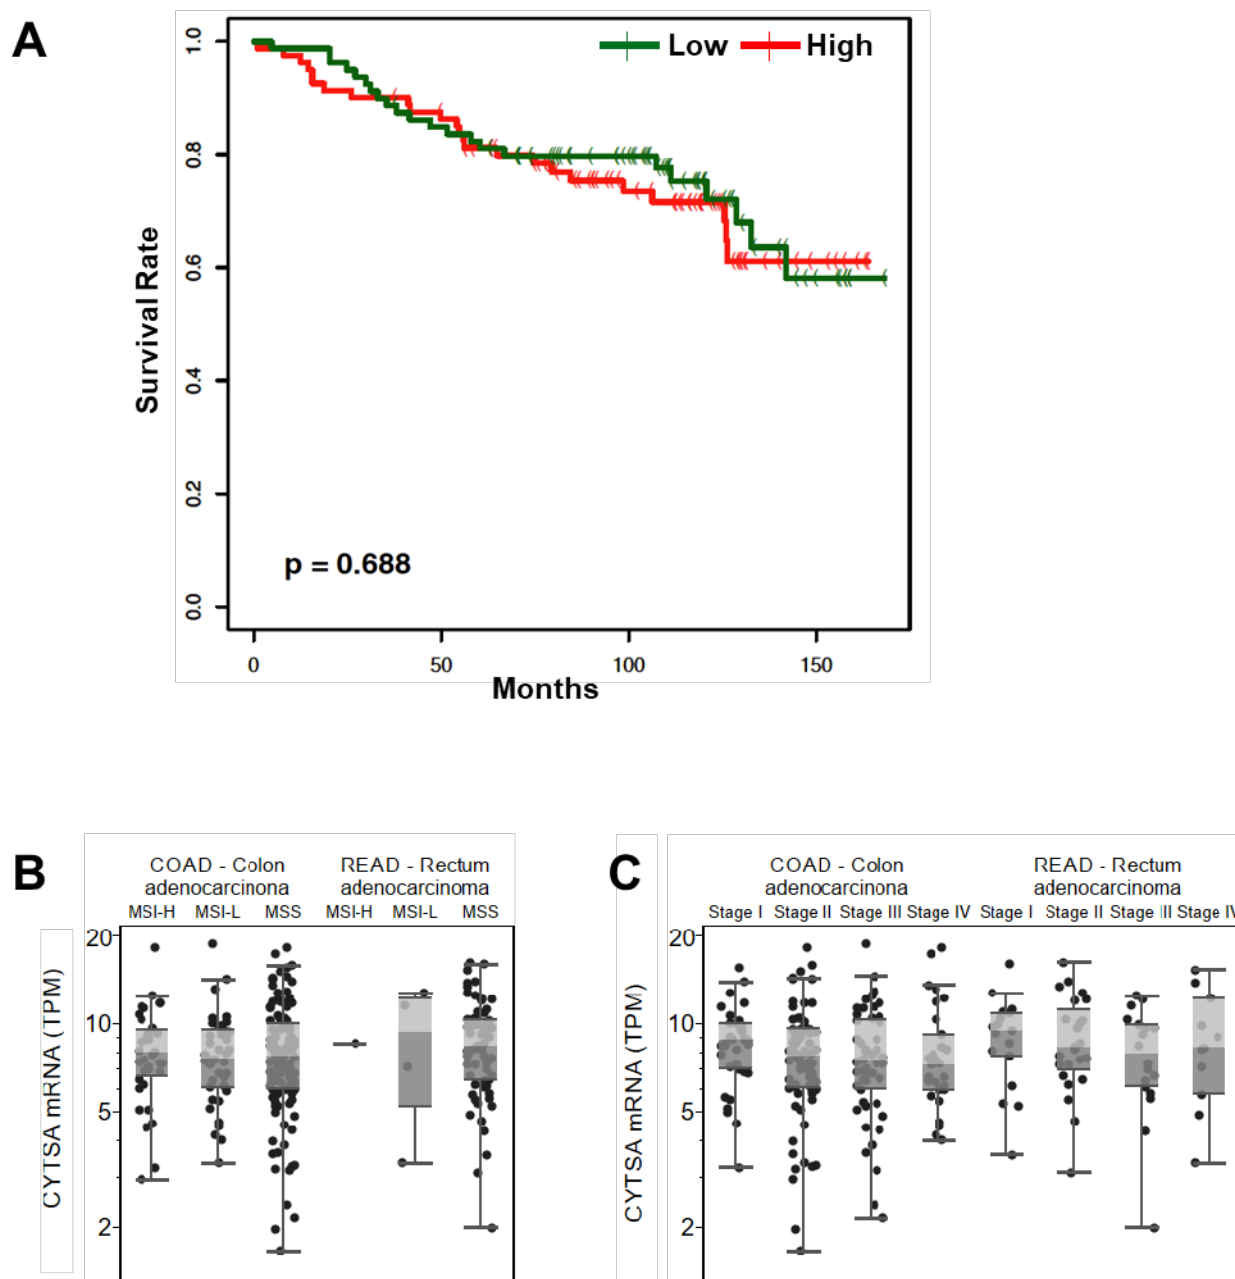 A
Low High
1.0
0.8
0.6
0.4
0.2
0.0
Survival Rate
p = 0.688
0 50 100 150
Months
B
COAD - Colon
adenocarcinona
READ - Rectum
adenocarcinoma
MSI-H MSI-L MSS MSI-H MSI-L MSS
20
10
5
2
CYTSA mRNA (TPM)
C
COAD - Colon
adenocarcinoma
READ - Rectum
adenocarcinoma
Stage I Stage II Stage III Stage IV Stage I Stage II Stage III Stage IV
20
10
5
2
CYTSA mRNA (TPM)